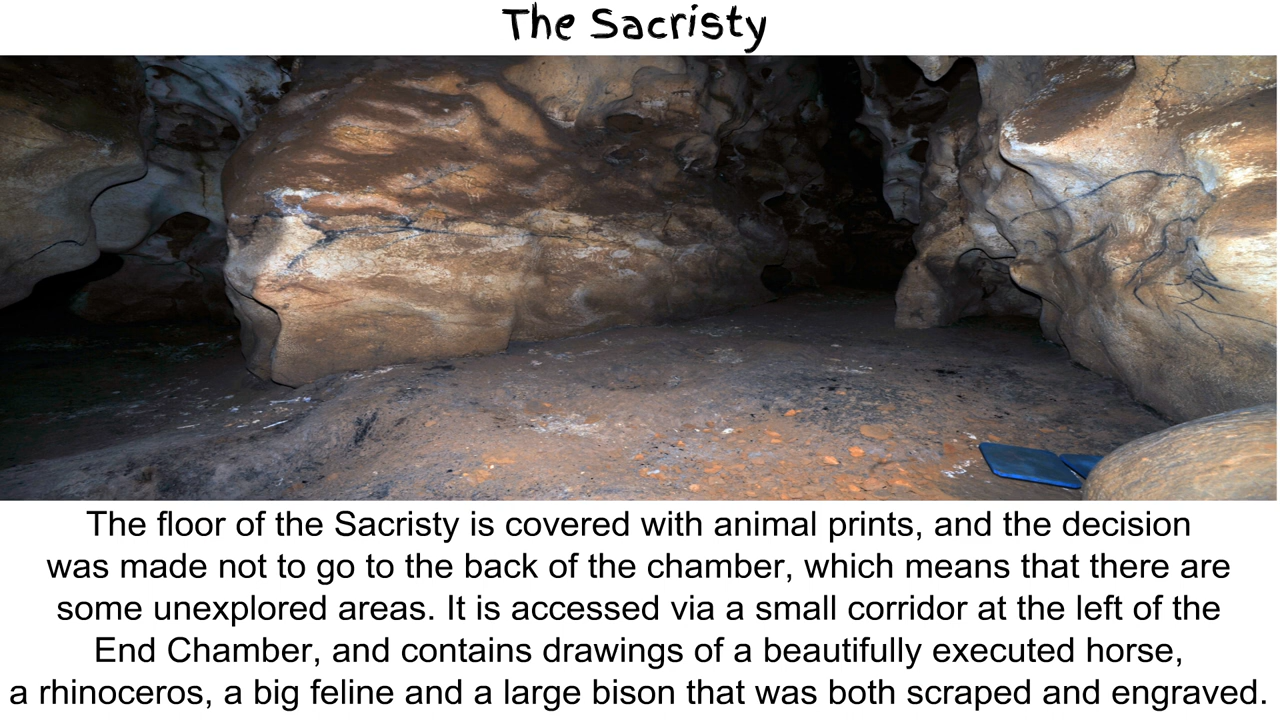 The Sacristy
The floor of the Sacristy is covered with animal prints, and the decision
was made not to go to the back of the chamber, which means that there are
some unexplored areas. It is accessed via a small corridor at the left of the
End Chamber, and contains drawings of a beautifully executed horse,
a rhinoceros, a big feline and a large bison that was both scraped and engraved.